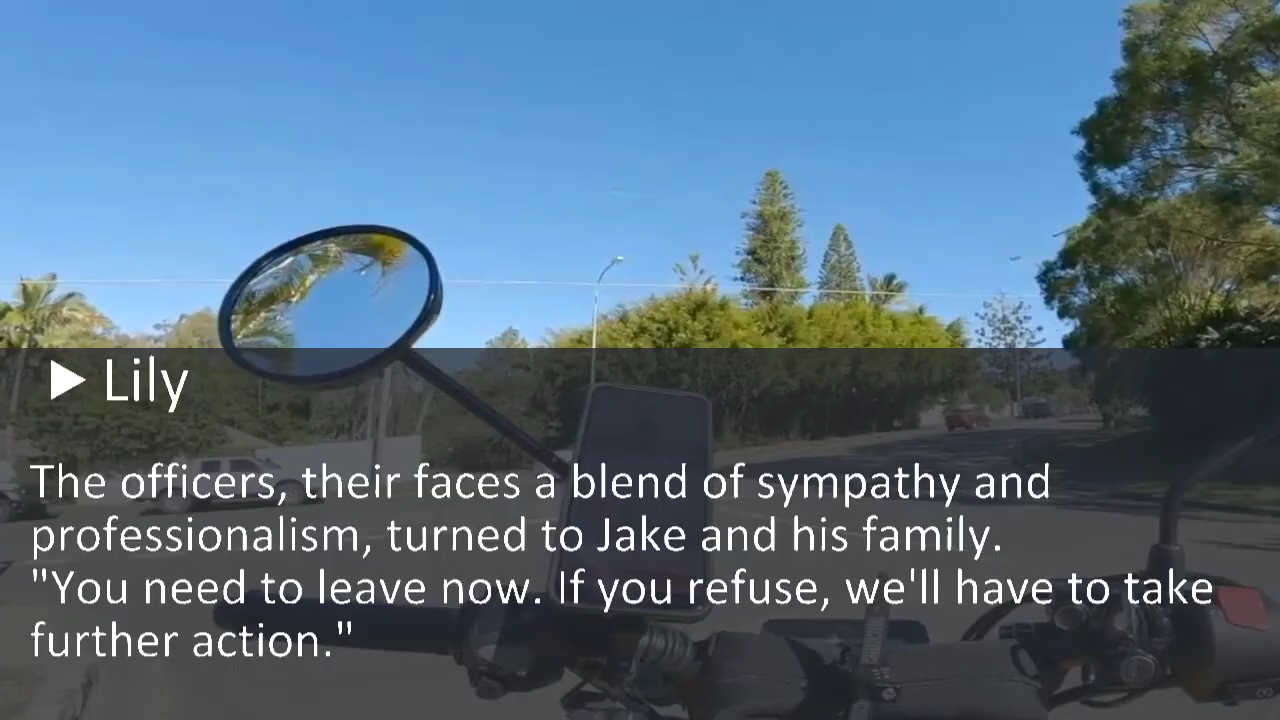 ▶ Lily
The officers, their faces a blend of sympathy and
professionalism, turned to Jake and his family.
"You need to leave now. If you refuse, we'll have to take
further action."